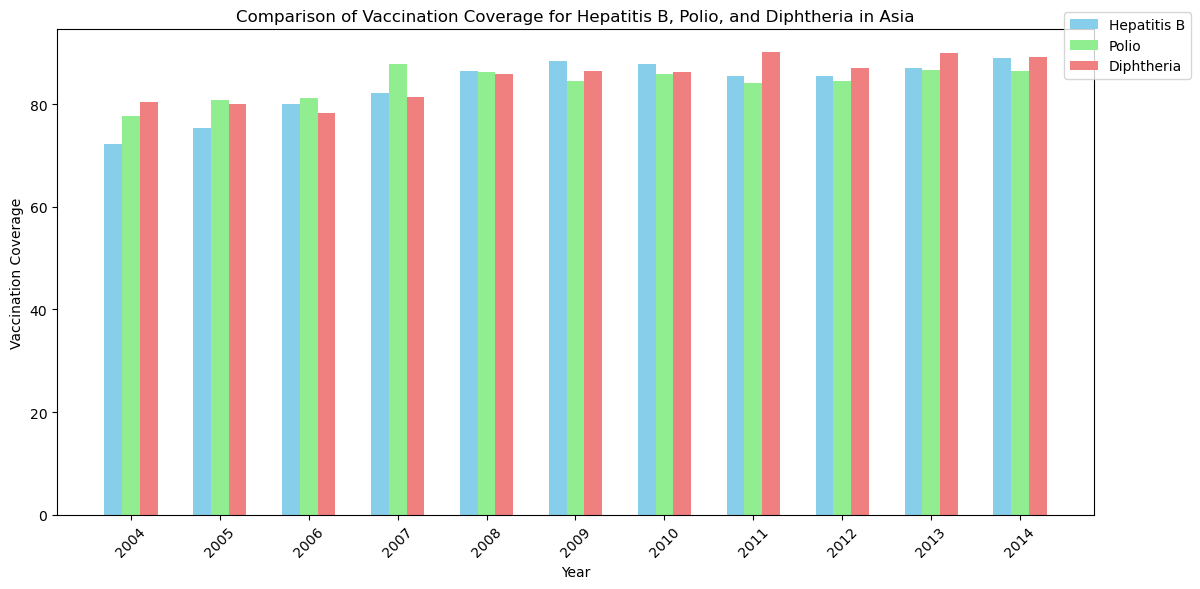 Comparison of Vaccination Coverage for Hepatitis B, Polio, and Diphtheria in Asia
Hepatitis B
Polio
Diphtheria
Vaccination Coverage
80
60
40
20
0
2004
2005
2006
2007
2008
2009
2010
2011
2012
2013
2014
Year